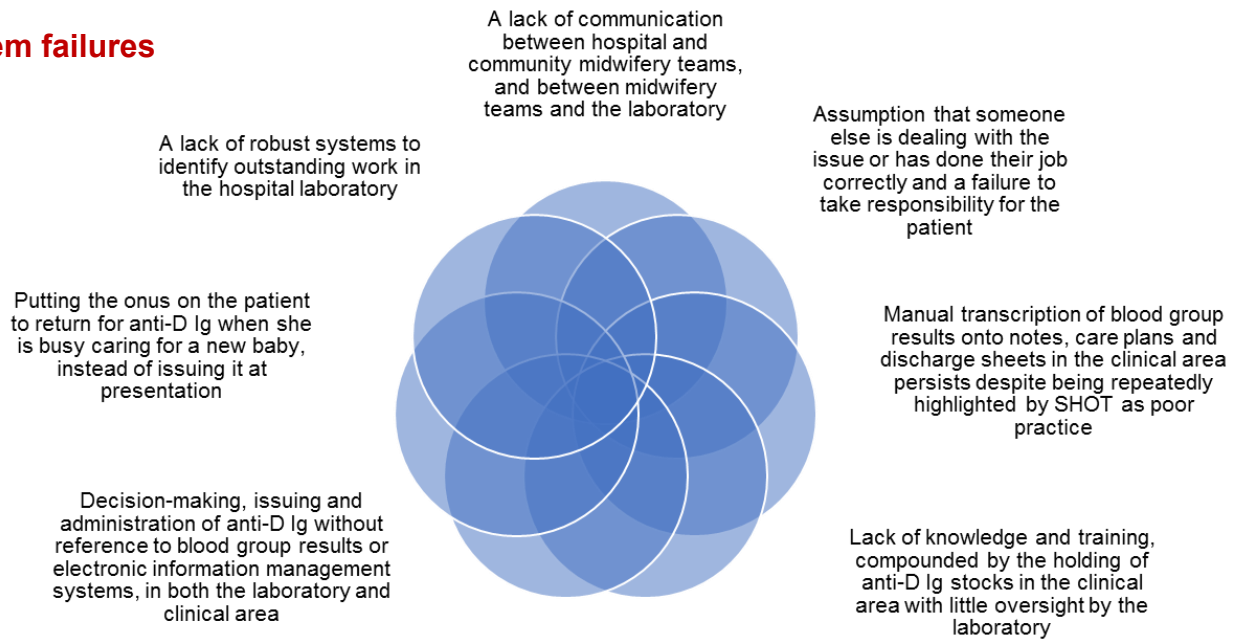 em failures
A lack of communication
between hospital and
community midwifery teams,
and between midwifery
teams and the laboratory
Assumption that someone
else is dealing with the
issue or has done their job
correctly and a failure to
take responsibility for the
patient
Manual transcription of blood group
results onto notes, care plans and
discharge sheets in the clinical area
persists despite being repeatedly
highlighted by SHOT as poor
practice
Lack of knowledge and training,
compounded by the holding of
anti-D Ig stocks in the clinical
area with little oversight by the
laboratory
Decision-making, issuing and
administration of anti-D Ig without
reference to blood group results or
electronic information management
systems, in both the laboratory and
clinical area
Putting the onus on the patient
to return for anti-D Ig when she
is busy caring for a new baby,
instead of issuing it at
presentation
A lack of robust systems to
identify outstanding work in
the hospital laboratory